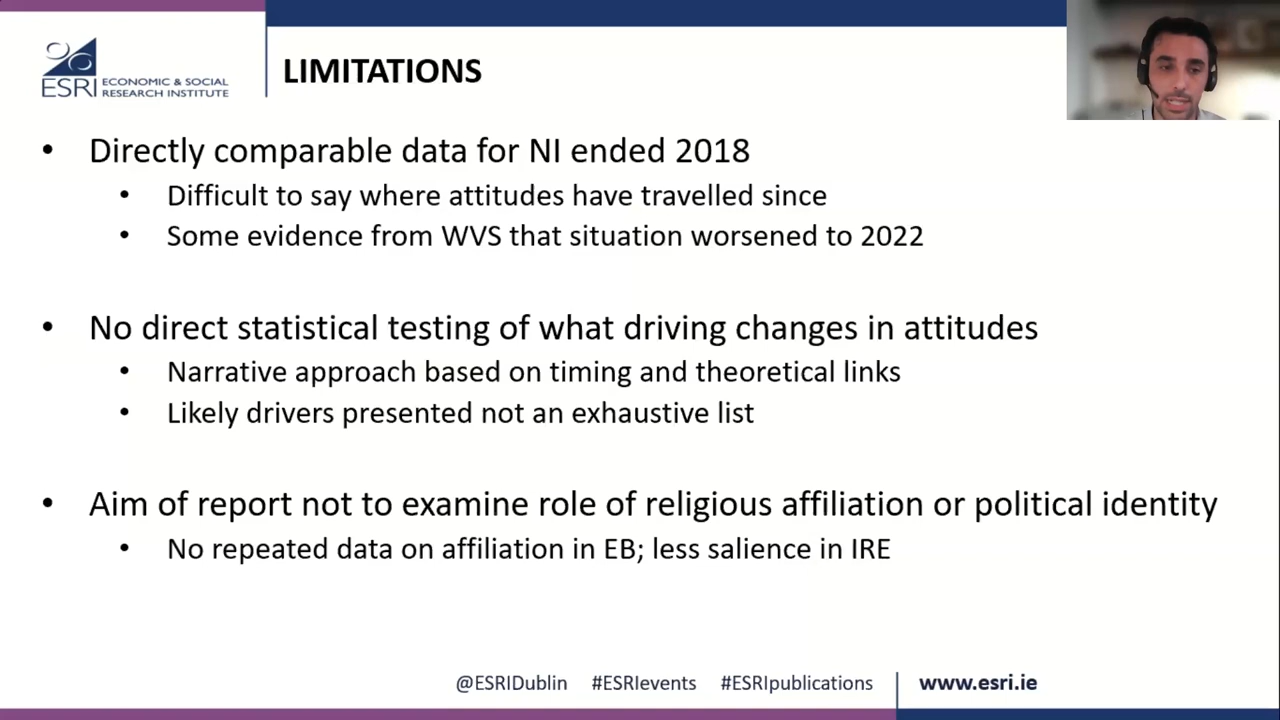 ESRI ECONOMIC & SOCIAL
RESEARCH INSTITUTE
LIMITATIONS
• Directly comparable data for NI ended 2018
• Difficult to say where attitudes have travelled since
• Some evidence from WVS that situation worsened to 2022
• No direct statistical testing of what driving changes in attitudes
• Narrative approach based on timing and theoretical links
• Likely drivers presented not an exhaustive list
• Aim of report not to examine role of religious affiliation or political identity
• No repeated data on affiliation in EB; less salience in IRE
@ESRIDublin #ESRIevents #ESRIpublications www.esri.ie